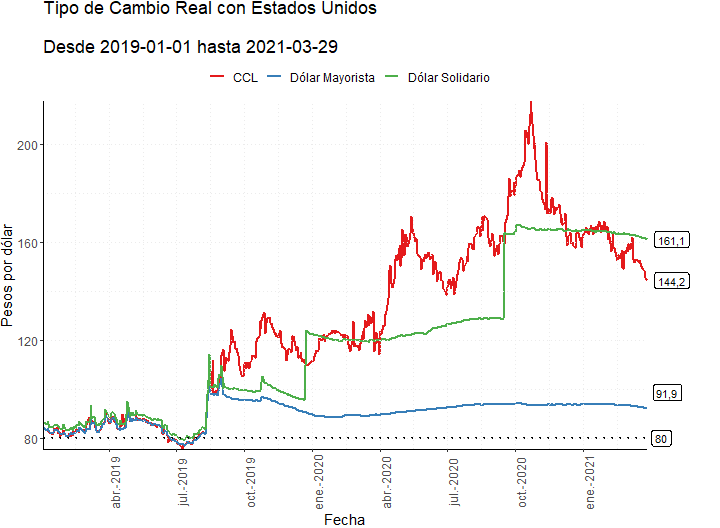 Tipo de Cambio Real con Estados Unidos
Desde 2019-01-01 hasta 2021-03-29
CCL Dólar Mayorista Dólar Solidario
Pesos por dólar
200
160
120
80
161,1
144,2
91,9
80
abr.-2019
jul.-2019
oct.-2019
ene.-2020
abr.-2020
jul.-2020
oct.-2020
ene.-2021
Fecha